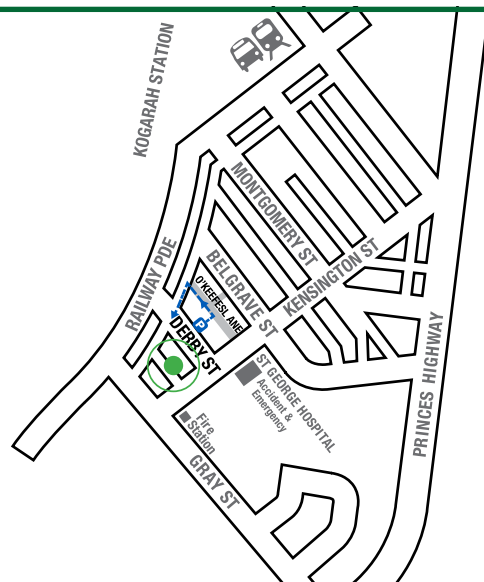 KOGARAH STATION
MONTGOMERY ST
RAILWAY PDE
BELGRAVE ST
KENSINGTON ST
O'KEEFES LANE
P
DERBY ST
ST GEORGE HOSPITAL
Accident &
Emergency
PRINCES HIGHWAY
Fire
Station
GRAY ST